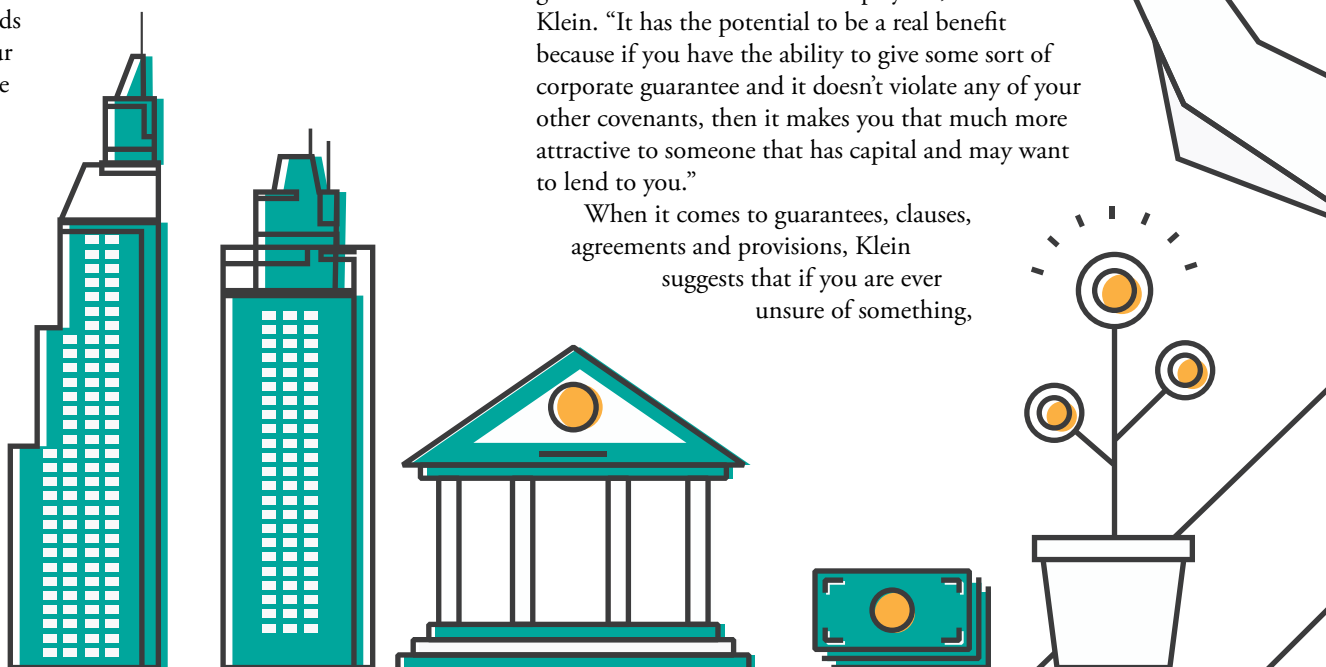 ds
ur
e
Klein. “It has the potential to be a real benefit
because if you have the ability to give some sort of
corporate guarantee and it doesn’t violate any of your
other covenants, then it makes you that much more
attractive to someone that has capital and may want
to lend to you.”
When it comes to guarantees, clauses,
agreements and provisions, Klein
suggests that if you are ever
unsure of something,